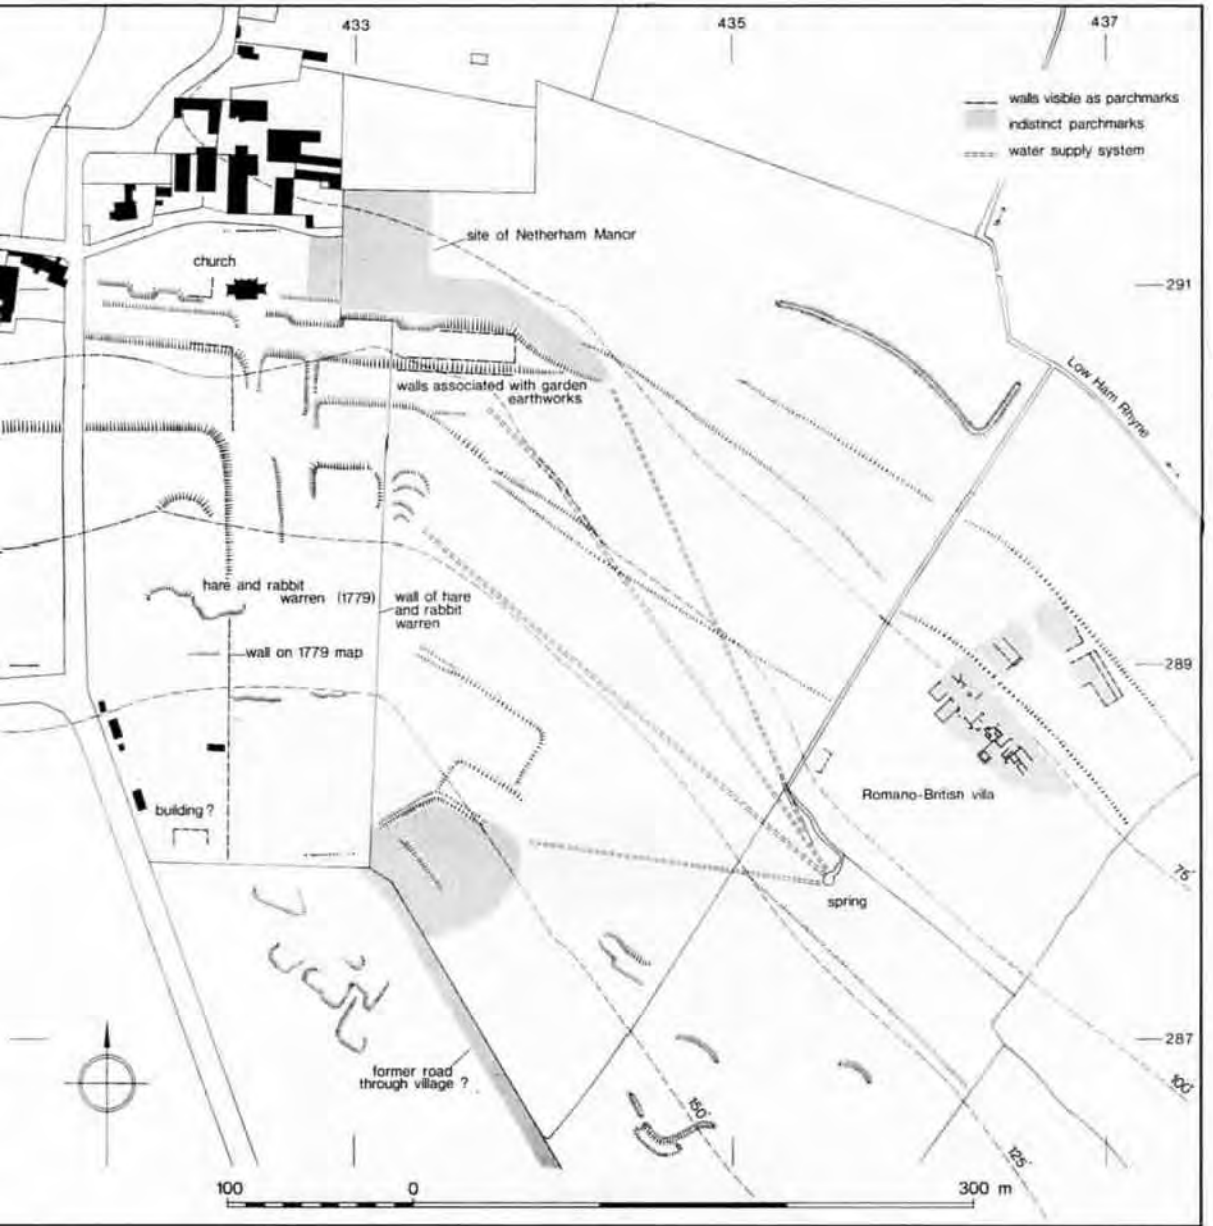 433
435
437
walls visible as parchmarks
indistinct parchmarks
water supply system
site of Netherham Manor
church
291
Low Ham Rhyne
walls associated with garden
earthworks
hare and rabbit
warren (1779)
wall of hare
and rabbit
warren
wall on 1779 map
289
Romano-British villa
building?
75'
spring
287
former road
through village ?
100'
150'
125'
100
0
300 m